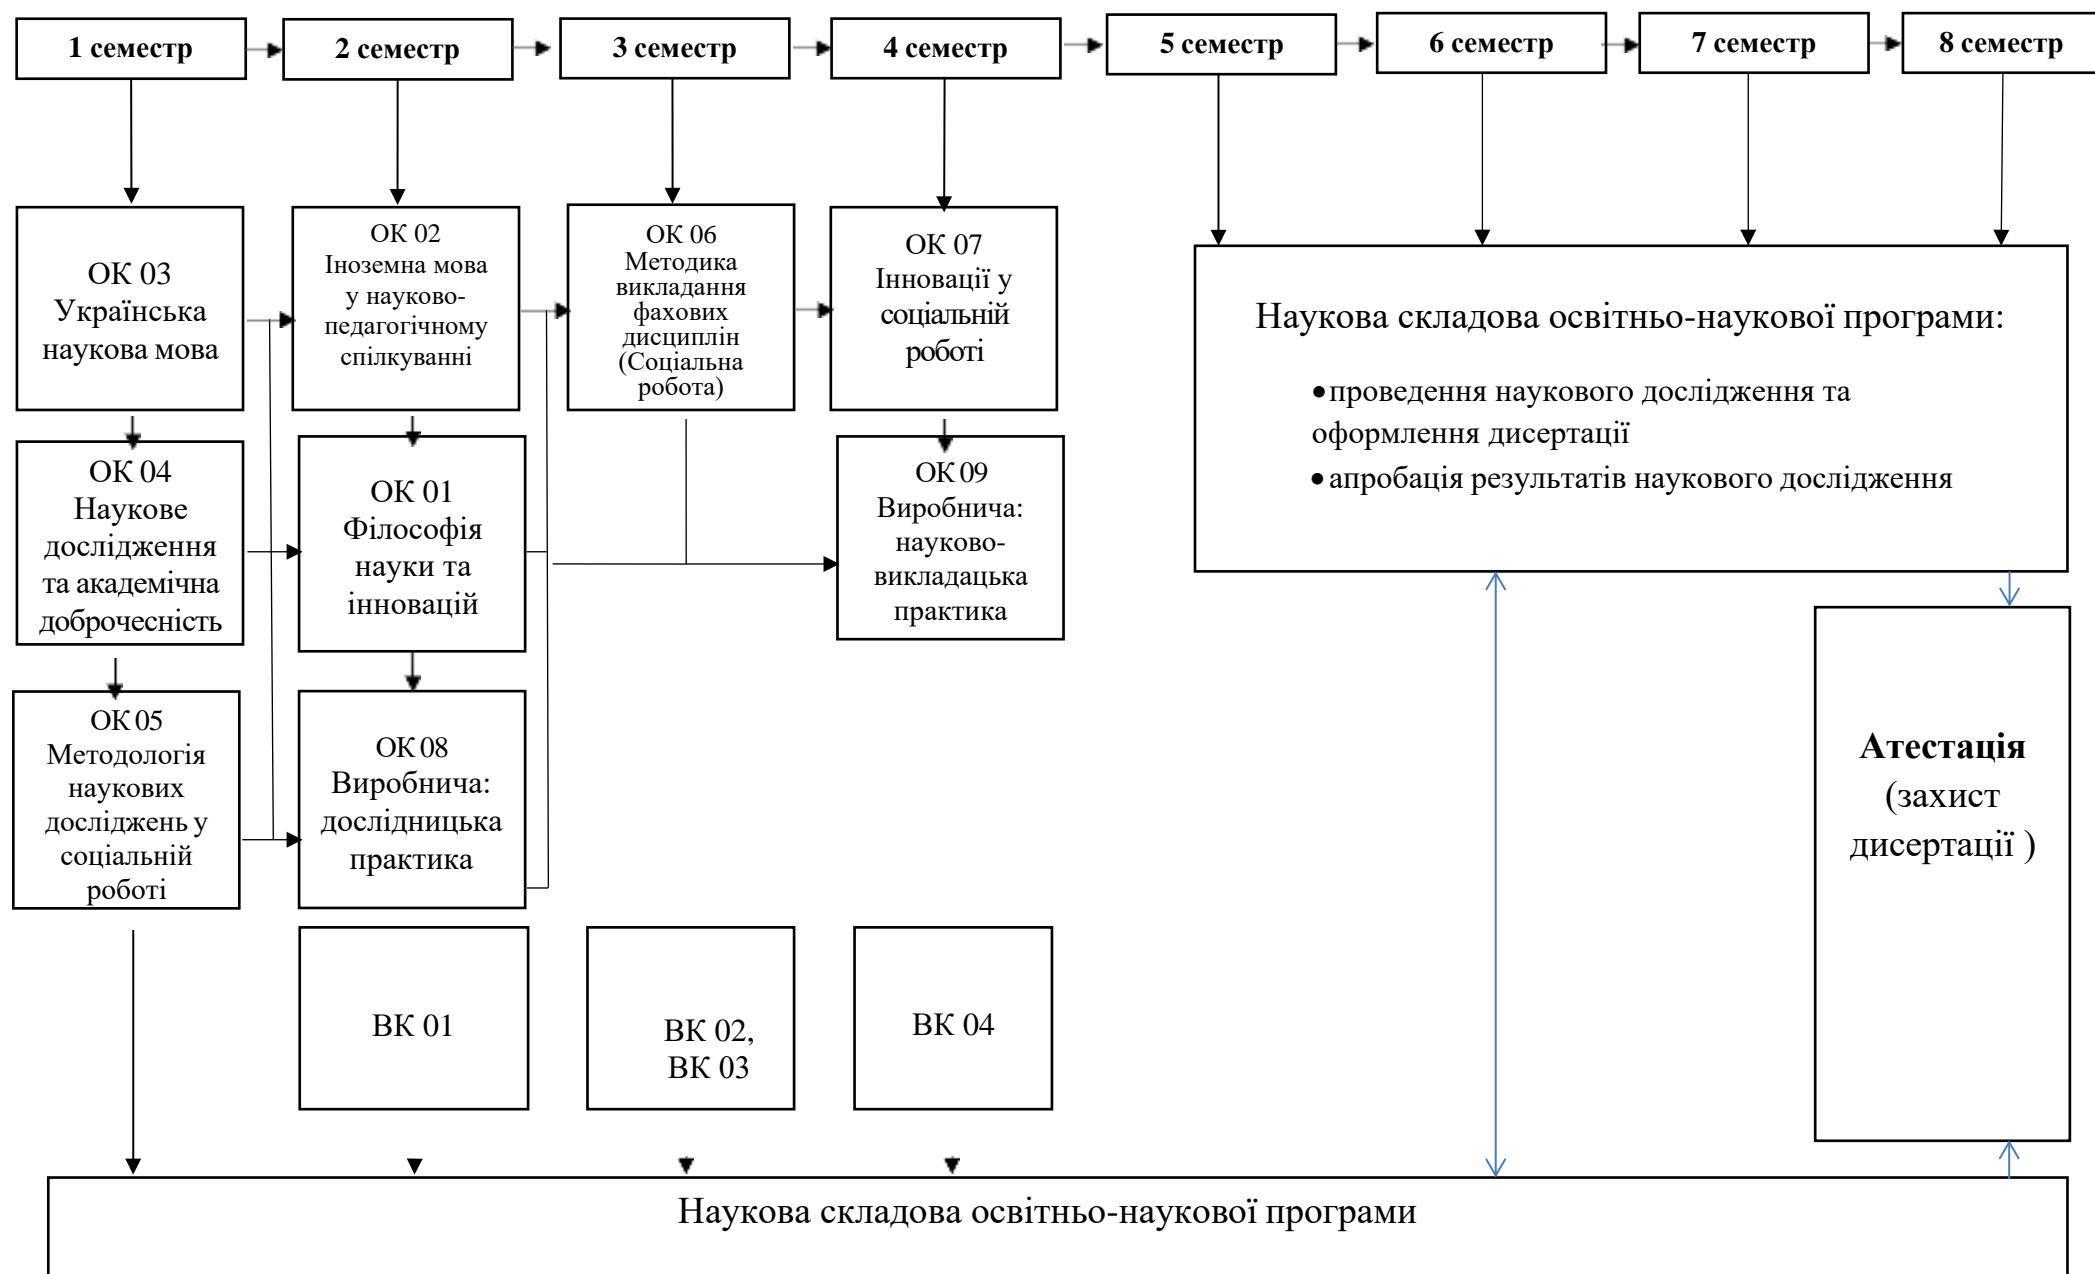 1 семестр
2 семестр
3 семестр
4 семестр
5 семестр
6 семестр
7 семестр
8 семестр
ОК 03
Українська
наукова мова
ОК 02
Іноземна мова
у науково-
педагогічному
спілкуванні
ОК 06
Методика
викладання
фахових
дисциплін
(Соціальна
робота)
ОК 07
Інновації у
соціальній
роботі
Наукова складова освітньо-наукової програми:
•проведення наукового дослідження та
оформлення дисертації
•апробація результатів наукового дослідження
ОК 04
Наукове
дослідження
та академічна
доброчесність
ОК 01
Філософія
науки та
інновацій
ОК 09
Виробнича:
науково-
викладацька
практика
ОК 05
Методологія
наукових
досліджень у
соціальній
роботі
ОК 08
Виробнича:
дослідницька
практика
Атестація
(захист
дисертації )
ВК 01
ВК 02,
ВК 03
ВК 04
Наукова складова освітньо-наукової програми